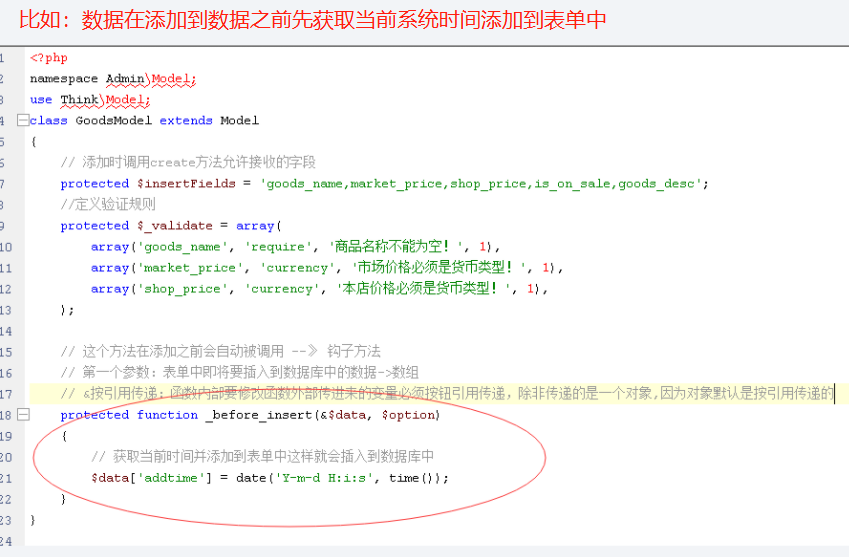 比如：数据在添加到数据之前先获取当前系统时间添加到表单中
1 <?php
2 namespace Admin\Model;
3 use Think\Model;
4 class GoodsModel extends Model
5 {
6 // 添加时调用create方法允许接收的字段
7 protected $insertFields = 'goods_name,market_price,shop_price,is_on_sale,goods_desc';
8 //定义验证规则
9 protected $_validate = array(
10 array('goods_name', 'require', '商品名称不能为空！', 1),
11 array('market_price', 'currency', '市场价格必须是货币类型！', 1),
12 array('shop_price', 'currency', '本店价格必须是货币类型！', 1),
13 );
14
15 // 这个方法在添加之前会自动被调用 --》 钩子方法
16 // 第一个参数：表单中即将要插入到数据库中的数据->数组
17 // &按引用传递：函数内部要修改函数外部传进来的变量必须按钮引用传递，除非传递的是一个对象,因为对象默认是按引用传递的
18 protected function _before_insert(&$data, $option)
19 {
20 // 获取当前时间并添加到表单中这样就会插入到数据库中
21 $data['addtime'] = date('Y-m-d H:i:s', time());
22 }
23 }
24